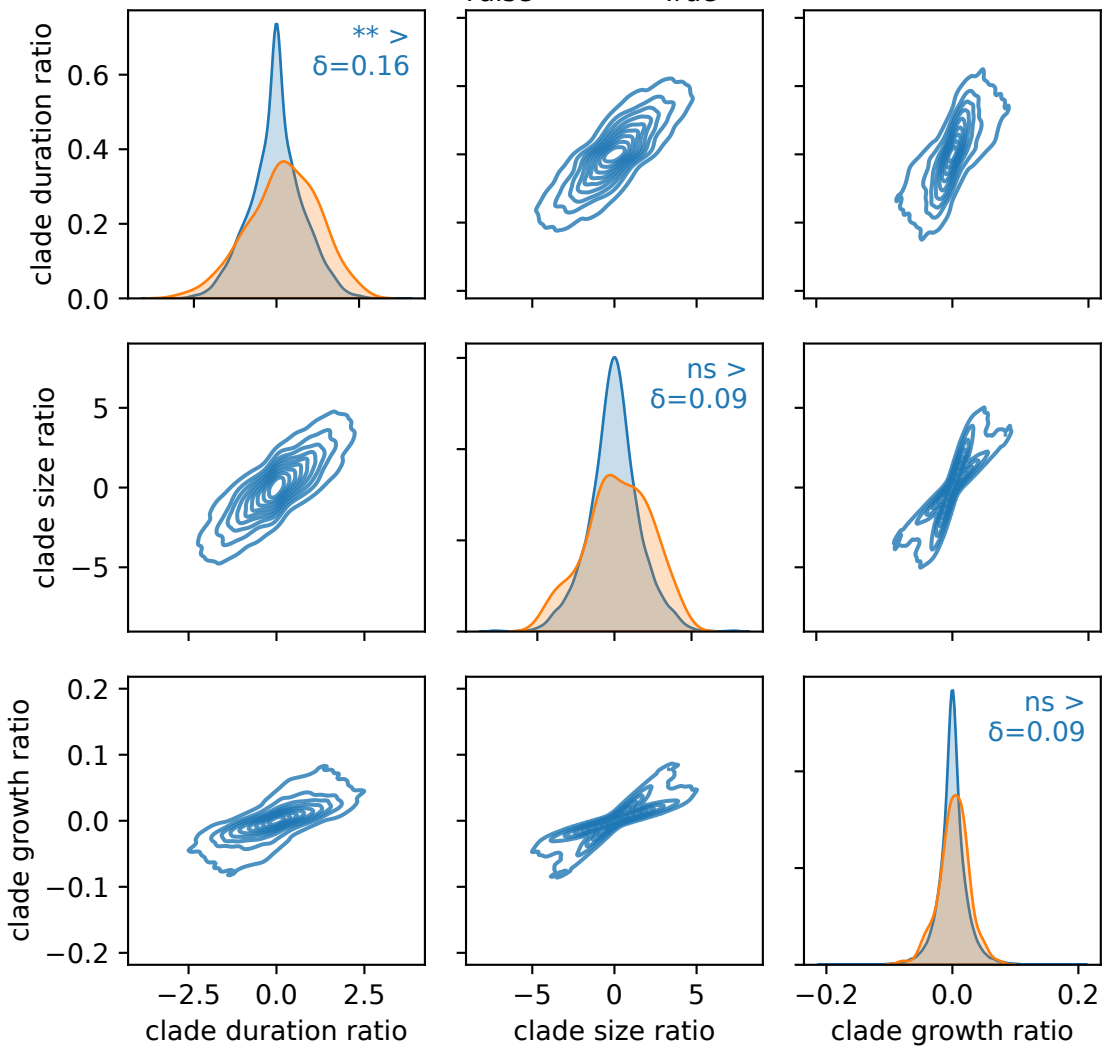 clade duration ratio
0.6
0.4
0.2
0.0
** >
δ=0.16
clade size ratio
5
0
−5
ns >
δ=0.09
clade growth ratio
0.2
0.1
0.0
−0.1
−0.2
ns >
δ=0.09
−2.5 0.0 2.5
−5 0 5
−0.2 0.0 0.2
clade duration ratio
clade size ratio
clade growth ratio